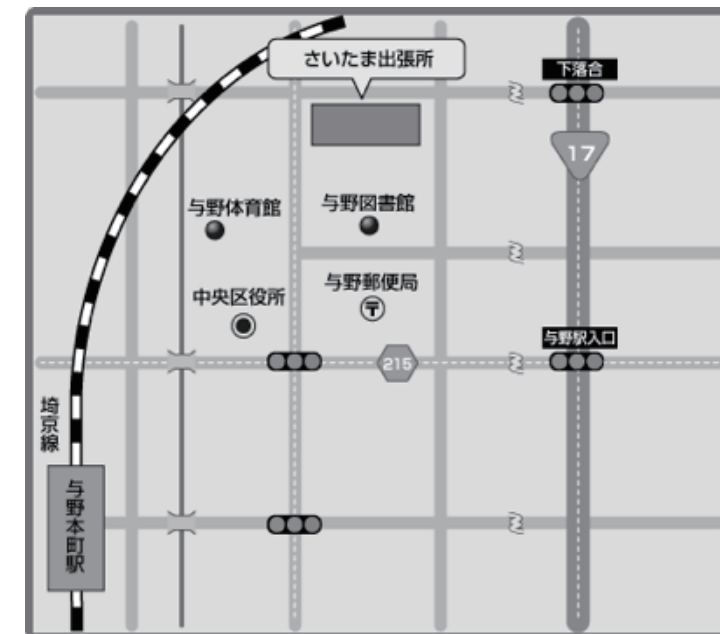 さいたま出張所
下落合
17
与野体育館
与野図書館
中央区役所
与野郵便局
〒
与野駅入口
215
埼京線
与野本町駅